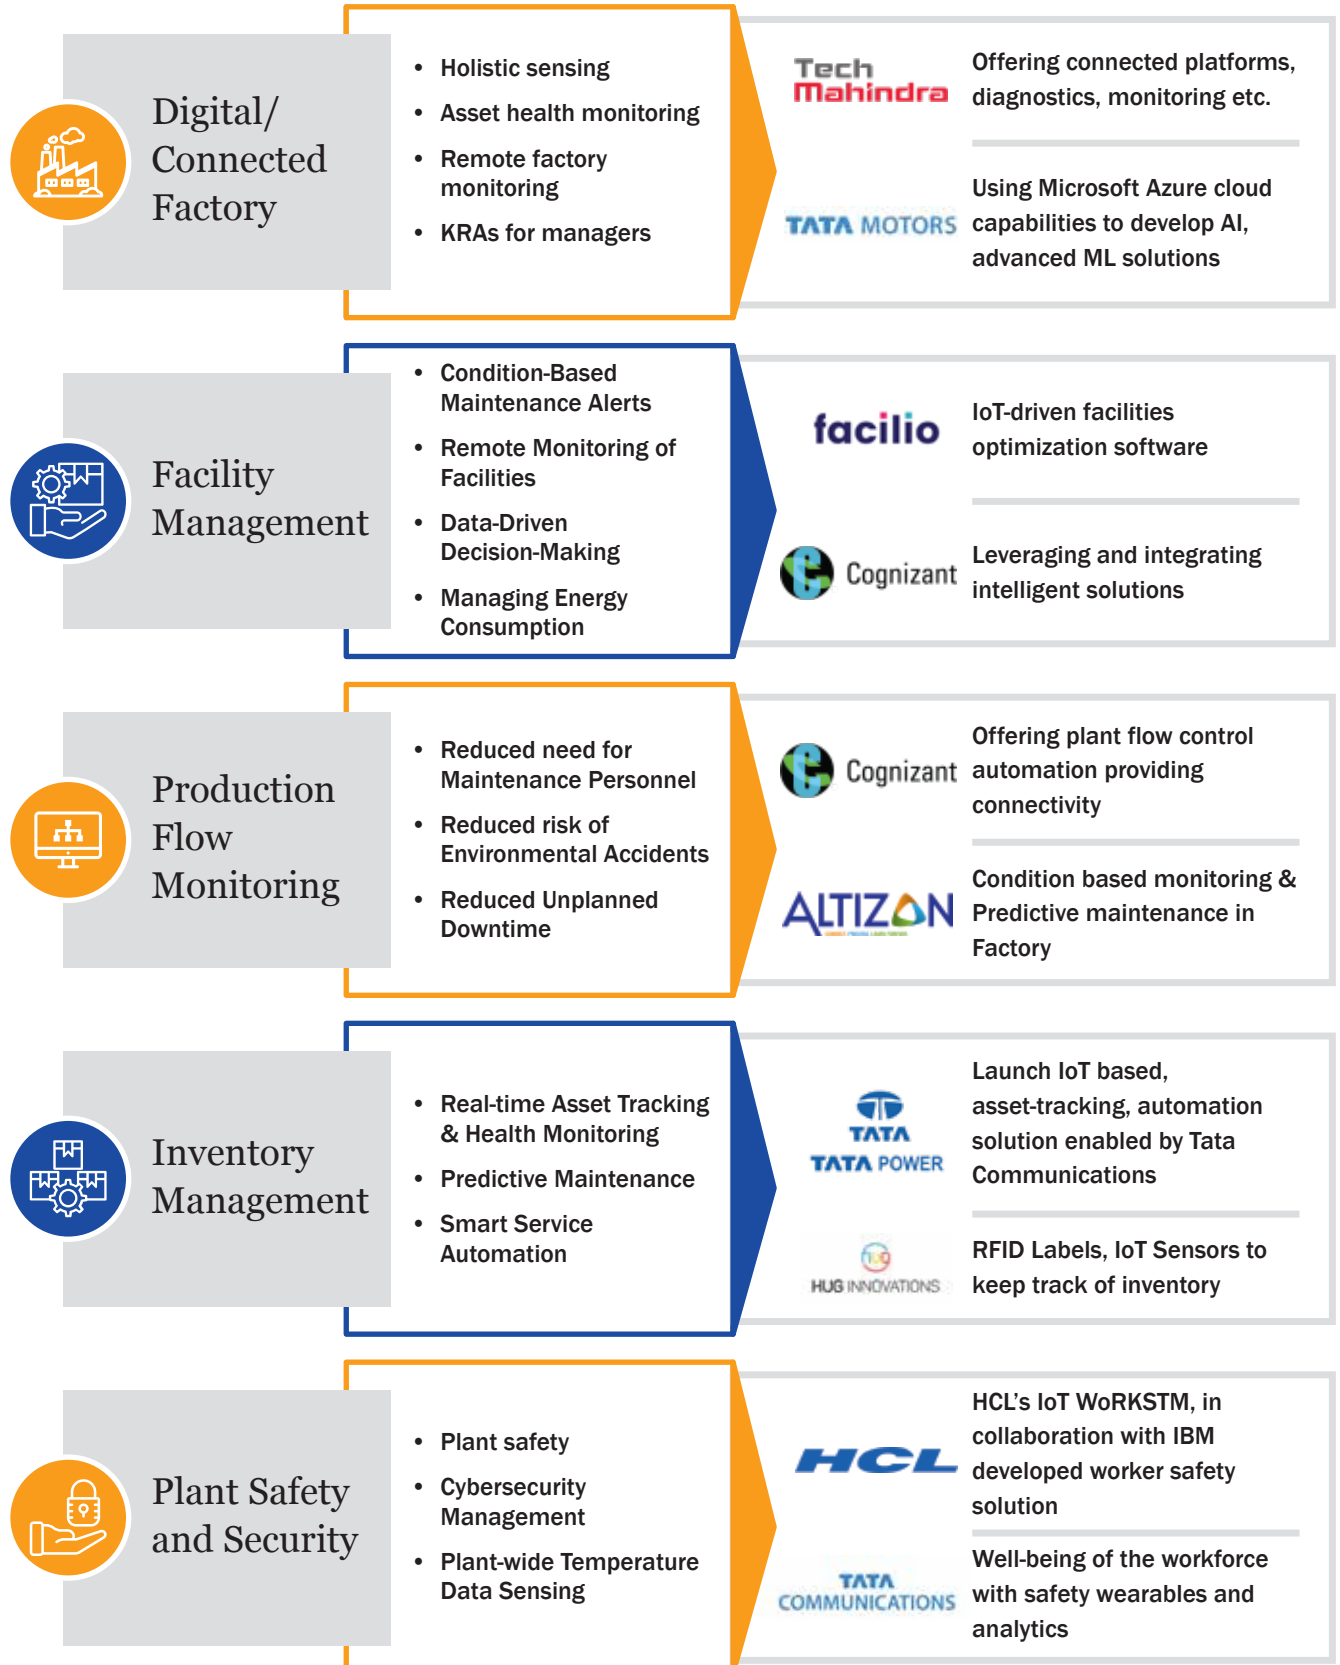 Digital/
Connected
Factory
• Holistic sensing
• Asset health monitoring
• Remote factory
monitoring
• KRAs for managers
Tech
Mahindra
Offering connected platforms,
diagnostics, monitoring etc.
TATA MOTORS
Using Microsoft Azure cloud
capabilities to develop AI,
advanced ML solutions
Facility
Management
• Condition-Based
Maintenance Alerts
• Remote Monitoring of
Facilities
• Data-Driven
Decision-Making
• Managing Energy
Consumption
facilio
IoT-driven facilities
optimization software
Cognizant
Leveraging and integrating
intelligent solutions
Production
Flow
Monitoring
• Reduced need for
Maintenance Personnel
• Reduced risk of
Environmental Accidents
• Reduced Unplanned
Downtime
Cognizant
Offering plant flow control
automation providing
connectivity
ALTIZON
Condition based monitoring &
Predictive maintenance in
Factory
Inventory
Management
• Real-time Asset Tracking
& Health Monitoring
• Predictive Maintenance
• Smart Service
Automation
TATA
TATA POWER
Launch IoT based,
asset-tracking, automation
solution enabled by Tata
Communications
HUG INNOVATIONS
RFID Labels, IoT Sensors to
keep track of inventory
Plant Safety
and Security
• Plant safety
• Cybersecurity
Management
• Plant-wide Temperature
Data Sensing
HCL
HCL's IoT WoRKSTM, in
collaboration with IBM
developed worker safety
solution
TATA
COMMUNICATIONS
Well-being of the workforce
with safety wearables and
analytics